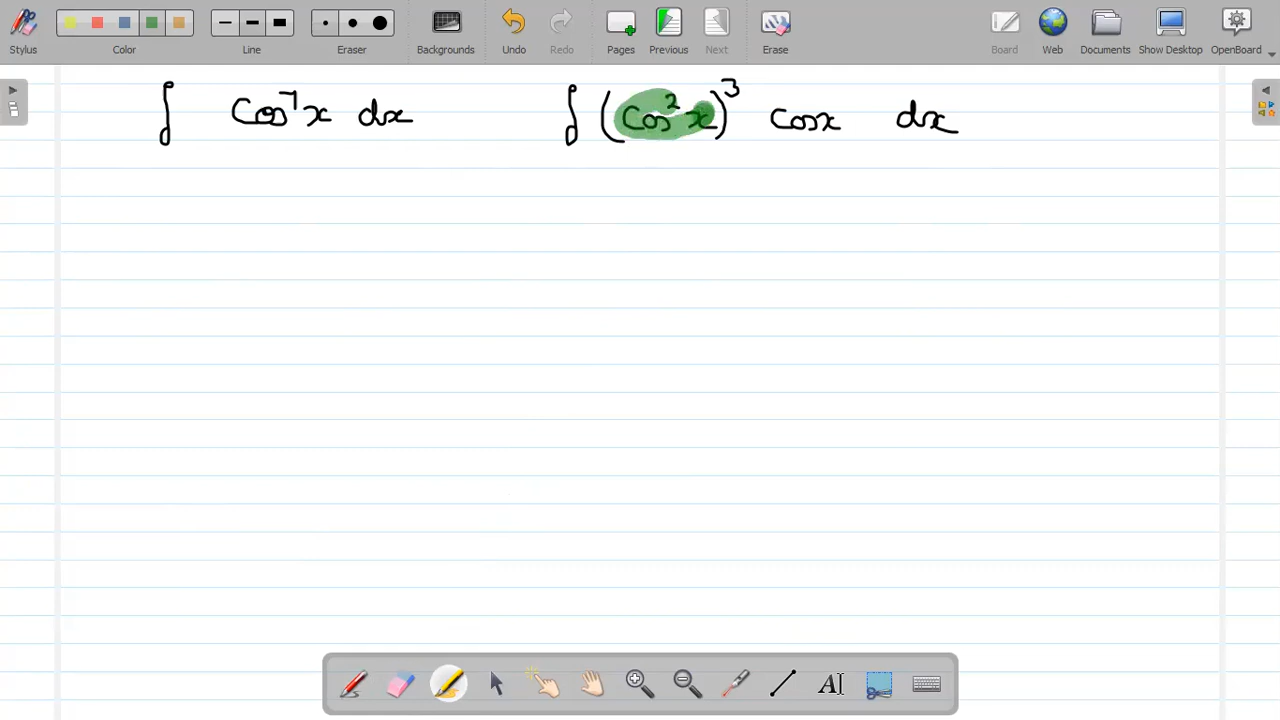 Stylus Color Line Eraser Backgrounds Undo Redo Pages Previous Next Erase Board Web Documents Show Desktop OpenBoard
∫ Cos⁷x dx ∫ (Cos²x)³ cosx dx